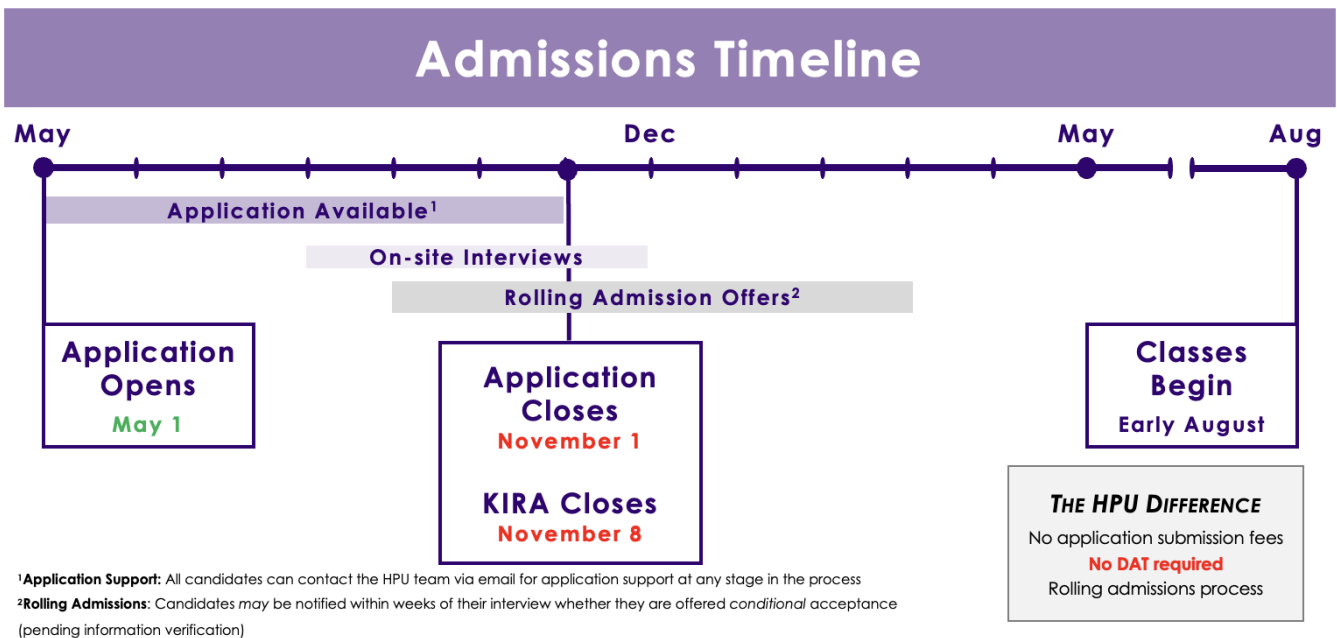 Admissions Timeline
May
Dec
May
Aug
Application Available¹
On-site Interviews
Rolling Admission Offers²
Application
Opens
May 1
Application
Closes
November 1
KIRA Closes
November 8
Classes
Begin
Early August
THE HPU DIFFERENCE
No application submission fees
No DAT required
Rolling admissions process
¹Application Support: All candidates can contact the HPU team via email for application support at any stage in the process
²Rolling Admissions: Candidates may be notified within weeks of their interview whether they are offered conditional acceptance
(pending information verification)